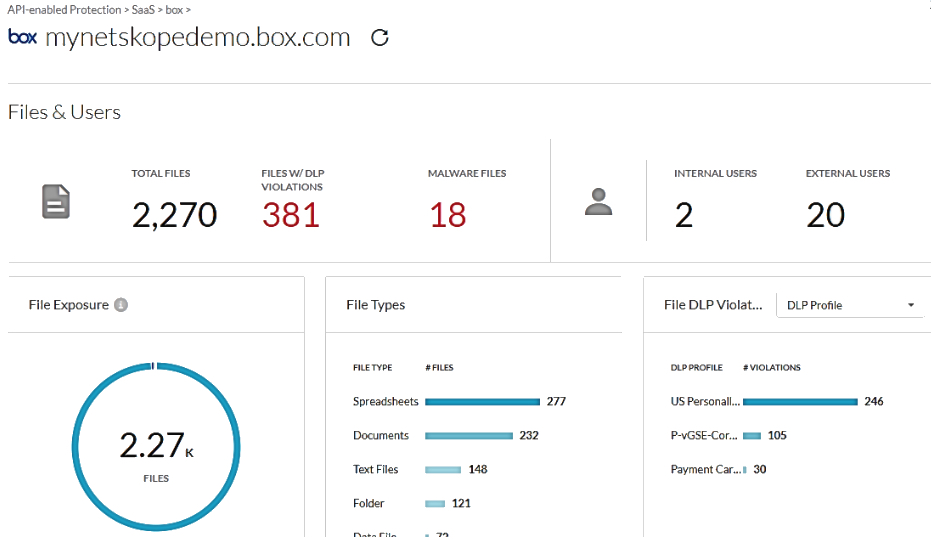 API-enabled Protection > SaaS > box >
box mynetskopedemo.box.com
Files & Users
TOTAL FILES
2,270
FILES W/ DLP
VIOLATIONS
381
MALWARE FILES
18
INTERNAL USERS
2
EXTERNAL USERS
20
File Exposure
2.27K
FILES
File Types
FILE TYPE # FILES
Spreadsheets 277
Documents 232
Text Files 148
Folder 121
Data File 72
File DLP Violat... DLP Profile
DLP PROFILE # VIOLATIONS
US Personall... 246
P-vGSE-Cor... 105
Payment Car... 30